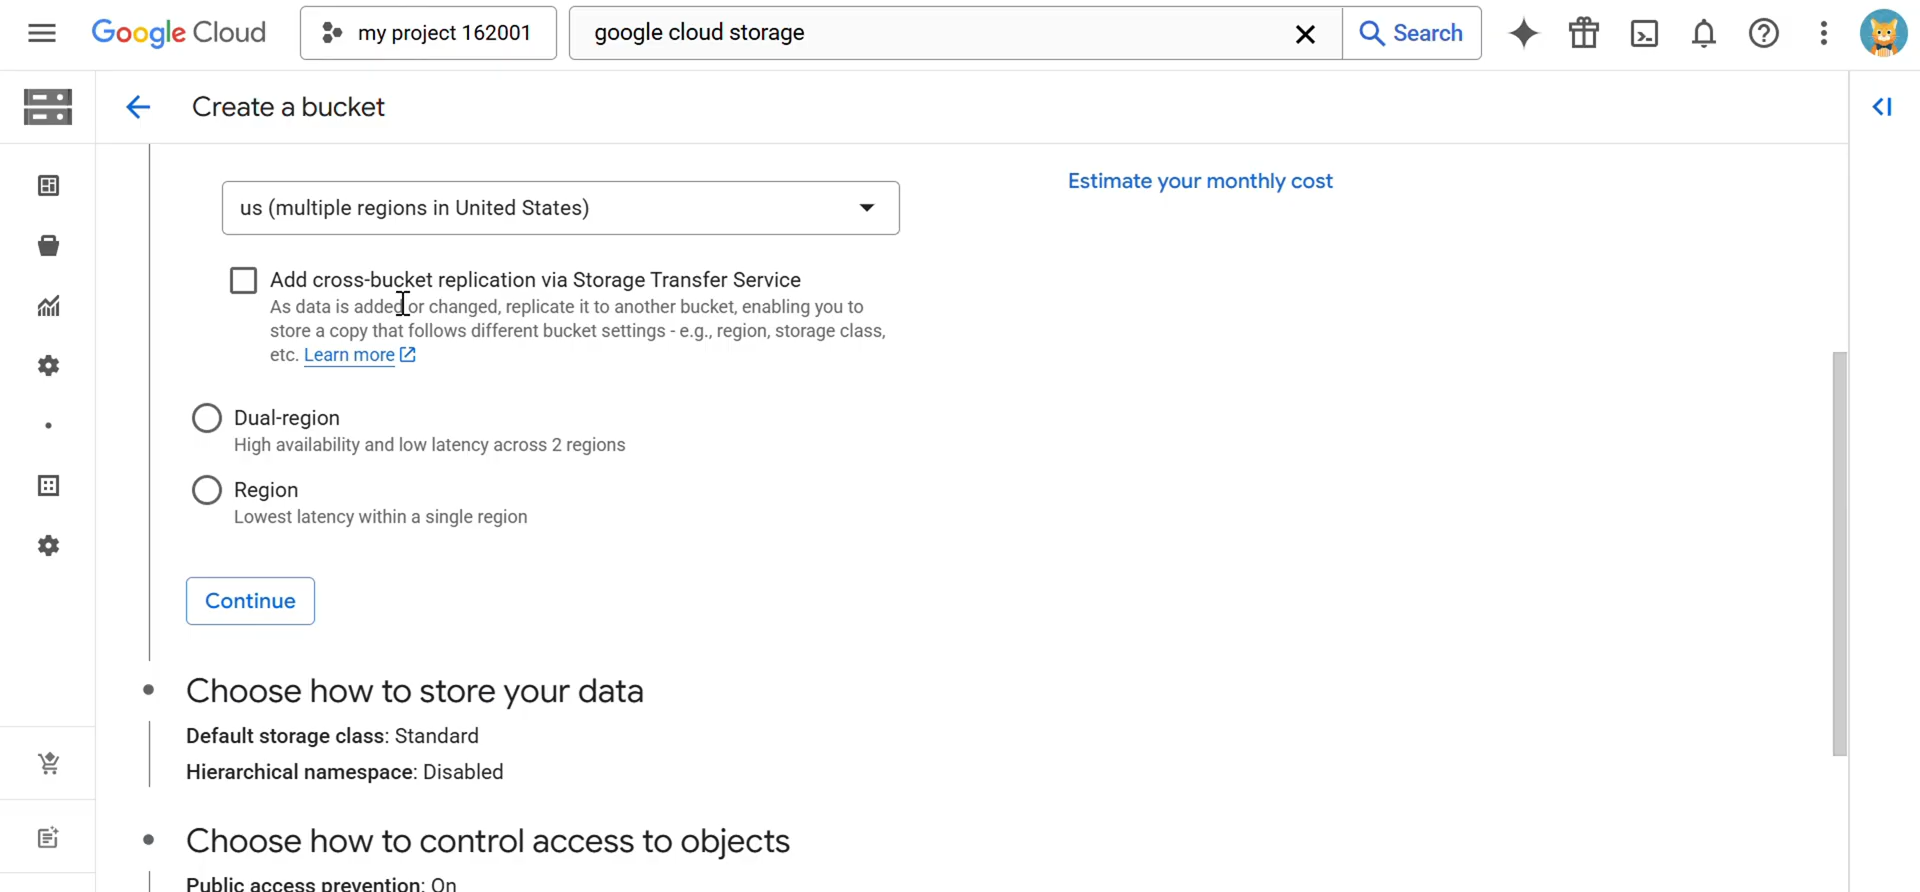 Google Cloud
my project 162001
google cloud storage
Search
Create a bucket
us (multiple regions in United States)
Estimate your monthly cost
Add cross-bucket replication via Storage Transfer Service
As data is added or changed, replicate it to another bucket, enabling you to
store a copy that follows different bucket settings - e.g., region, storage class,
etc. Learn more
Dual-region
High availability and low latency across 2 regions
Region
Lowest latency within a single region
Continue
Choose how to store your data
Default storage class: Standard
Hierarchical namespace: Disabled
Choose how to control access to objects
Public access prevention: On